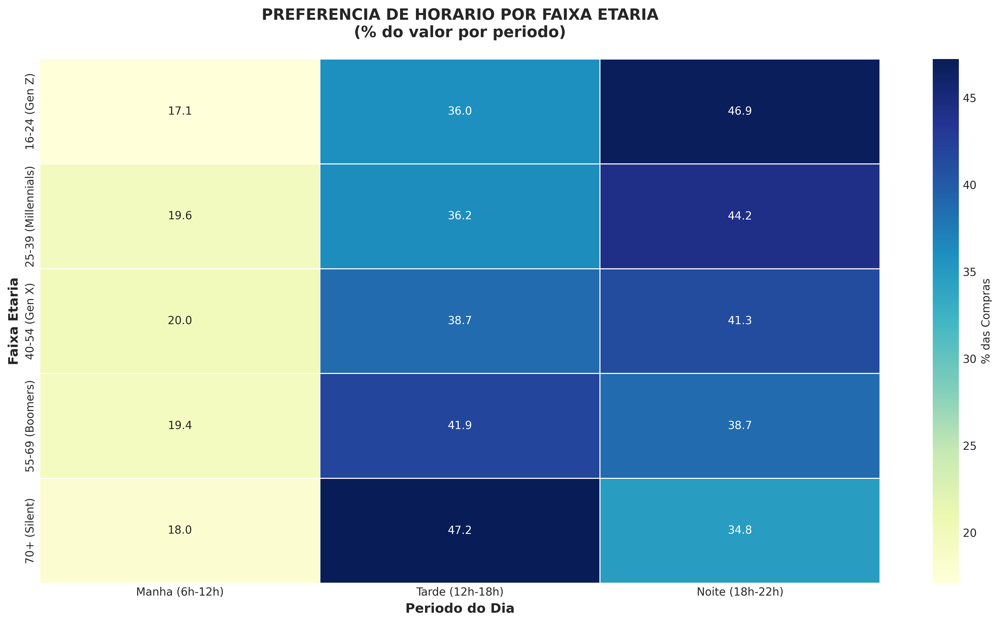 PREFERENCIA DE HORARIO POR FAIXA ETARIA
(% do valor por periodo)
Faixa Etaria
16-24 (Gen Z)
17.1
36.0
46.9
25-39 (Millennials)
19.6
36.2
44.2
40-54 (Gen X)
20.0
38.7
41.3
55-69 (Boomers)
19.4
41.9
38.7
70+ (Silent)
18.0
47.2
34.8
Manha (6h-12h)
Tarde (12h-18h)
Noite (18h-22h)
Periodo do Dia
45
40
35
30
25
20
% das Compras